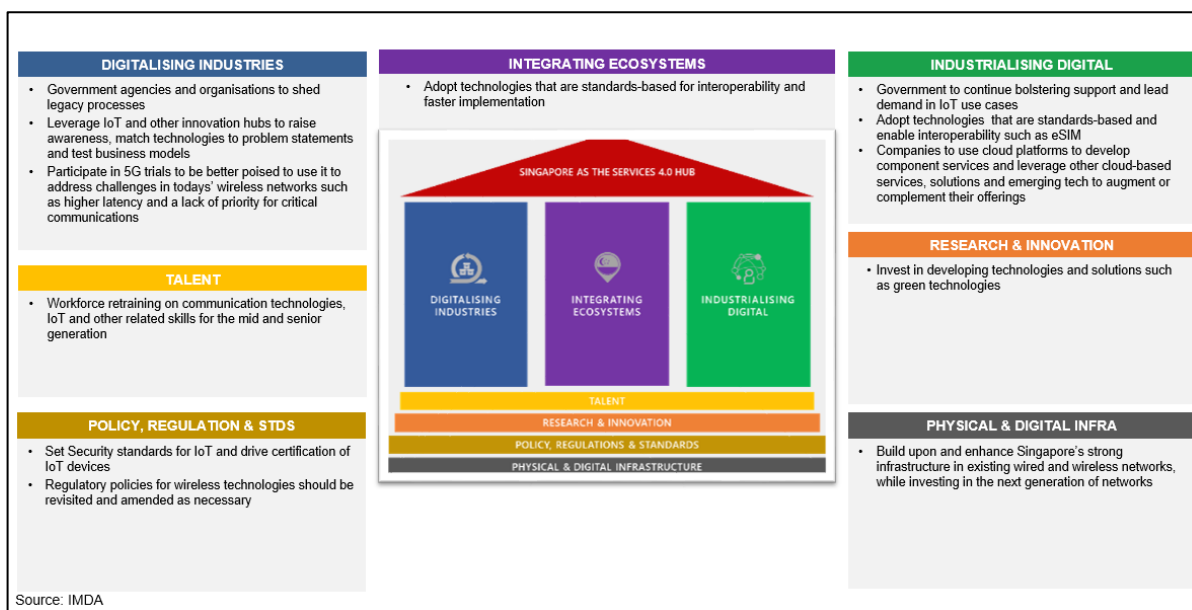 DIGITALISING INDUSTRIES
• Government agencies and organisations to shed
legacy processes
• Leverage IoT and other innovation hubs to raise
awareness, match technologies to problem statements
and test business models
• Participate in 5G trials to be better poised to use it to
address challenges in todays’ wireless networks such
as higher latency and a lack of priority for critical
communications
TALENT
• Workforce retraining on communication technologies,
IoT and other related skills for the mid and senior
generation
POLICY, REGULATION & STDS
• Set Security standards for IoT and drive certification of
IoT devices
• Regulatory policies for wireless technologies should be
revisited and amended as necessary
INTEGRATING ECOSYSTEMS
• Adopt technologies that are standards-based for interoperability and
faster implementation
SINGAPORE AS THE SERVICES 4.0 HUB
DIGITALISING
INDUSTRIES
INTEGRATING
ECOSYSTEMS
INDUSTRIALISING
DIGITAL
TALENT
RESEARCH & INNOVATION
POLICY, REGULATIONS & STANDARDS
PHYSICAL & DIGITAL INFRASTRUCTURE
INDUSTRIALISING DIGITAL
• Government to continue bolstering support and lead
demand in IoT use cases
• Adopt technologies that are standards-based and
enable interoperability such as eSIM
• Companies to use cloud platforms to develop
component services and leverage other cloud-based
services, solutions and emerging tech to augment or
complement their offerings
RESEARCH & INNOVATION
• Invest in developing technologies and solutions such
as green technologies
PHYSICAL & DIGITAL INFRA
• Build upon and enhance Singapore’s strong
infrastructure in existing wired and wireless networks,
while investing in the next generation of networks
Source: IMDA